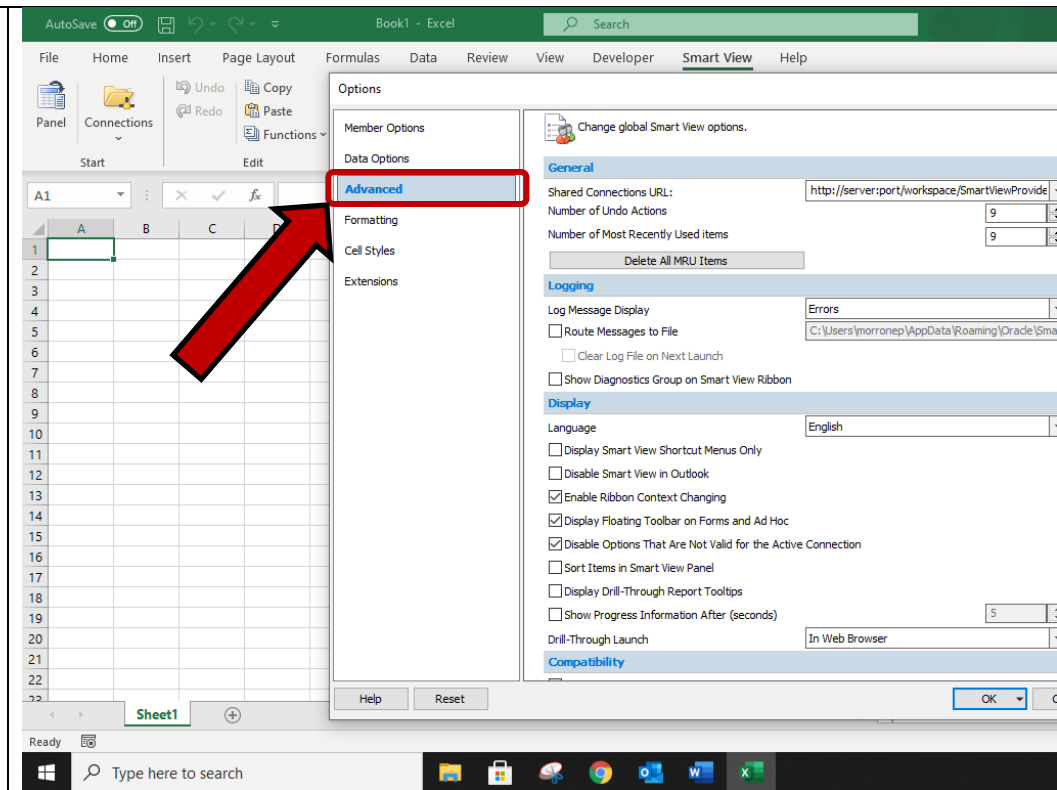 AutoSave Off Book1 - Excel Search
File Home Insert Page Layout Formulas Data Review View Developer Smart View Help
Panel
Connections
Undo
Redo
Copy
Paste
Functions
Start Edit
A1 fx
A B C D
1
2
3
4
5
6
7
8
9
10
11
12
13
14
15
16
17
18
19
20
21
22
23
Options
Member Options
Data Options
Advanced
Formatting
Cell Styles
Extensions
Change global Smart View options.
General
Shared Connections URL: http://server:port/workspace/SmartViewProvide
Number of Undo Actions 9
Number of Most Recently Used items 9
Delete All MRU Items
Logging
Log Message Display Errors
Route Messages to File C:\Users\morronep\AppData\Roaming\Oracle\Sma
Clear Log File on Next Launch
Show Diagnostics Group on Smart View Ribbon
Display
Language English
Display Smart View Shortcut Menus Only
Disable Smart View in Outlook
Enable Ribbon Context Changing
Display Floating Toolbar on Forms and Ad Hoc
Disable Options That Are Not Valid for the Active Connection
Sort Items in Smart View Panel
Display Drill-Through Report Tooltips
Show Progress Information After (seconds) 5
Drill-Through Launch In Web Browser
Compatibility
Help Reset OK
Sheet1
Ready
Type here to search